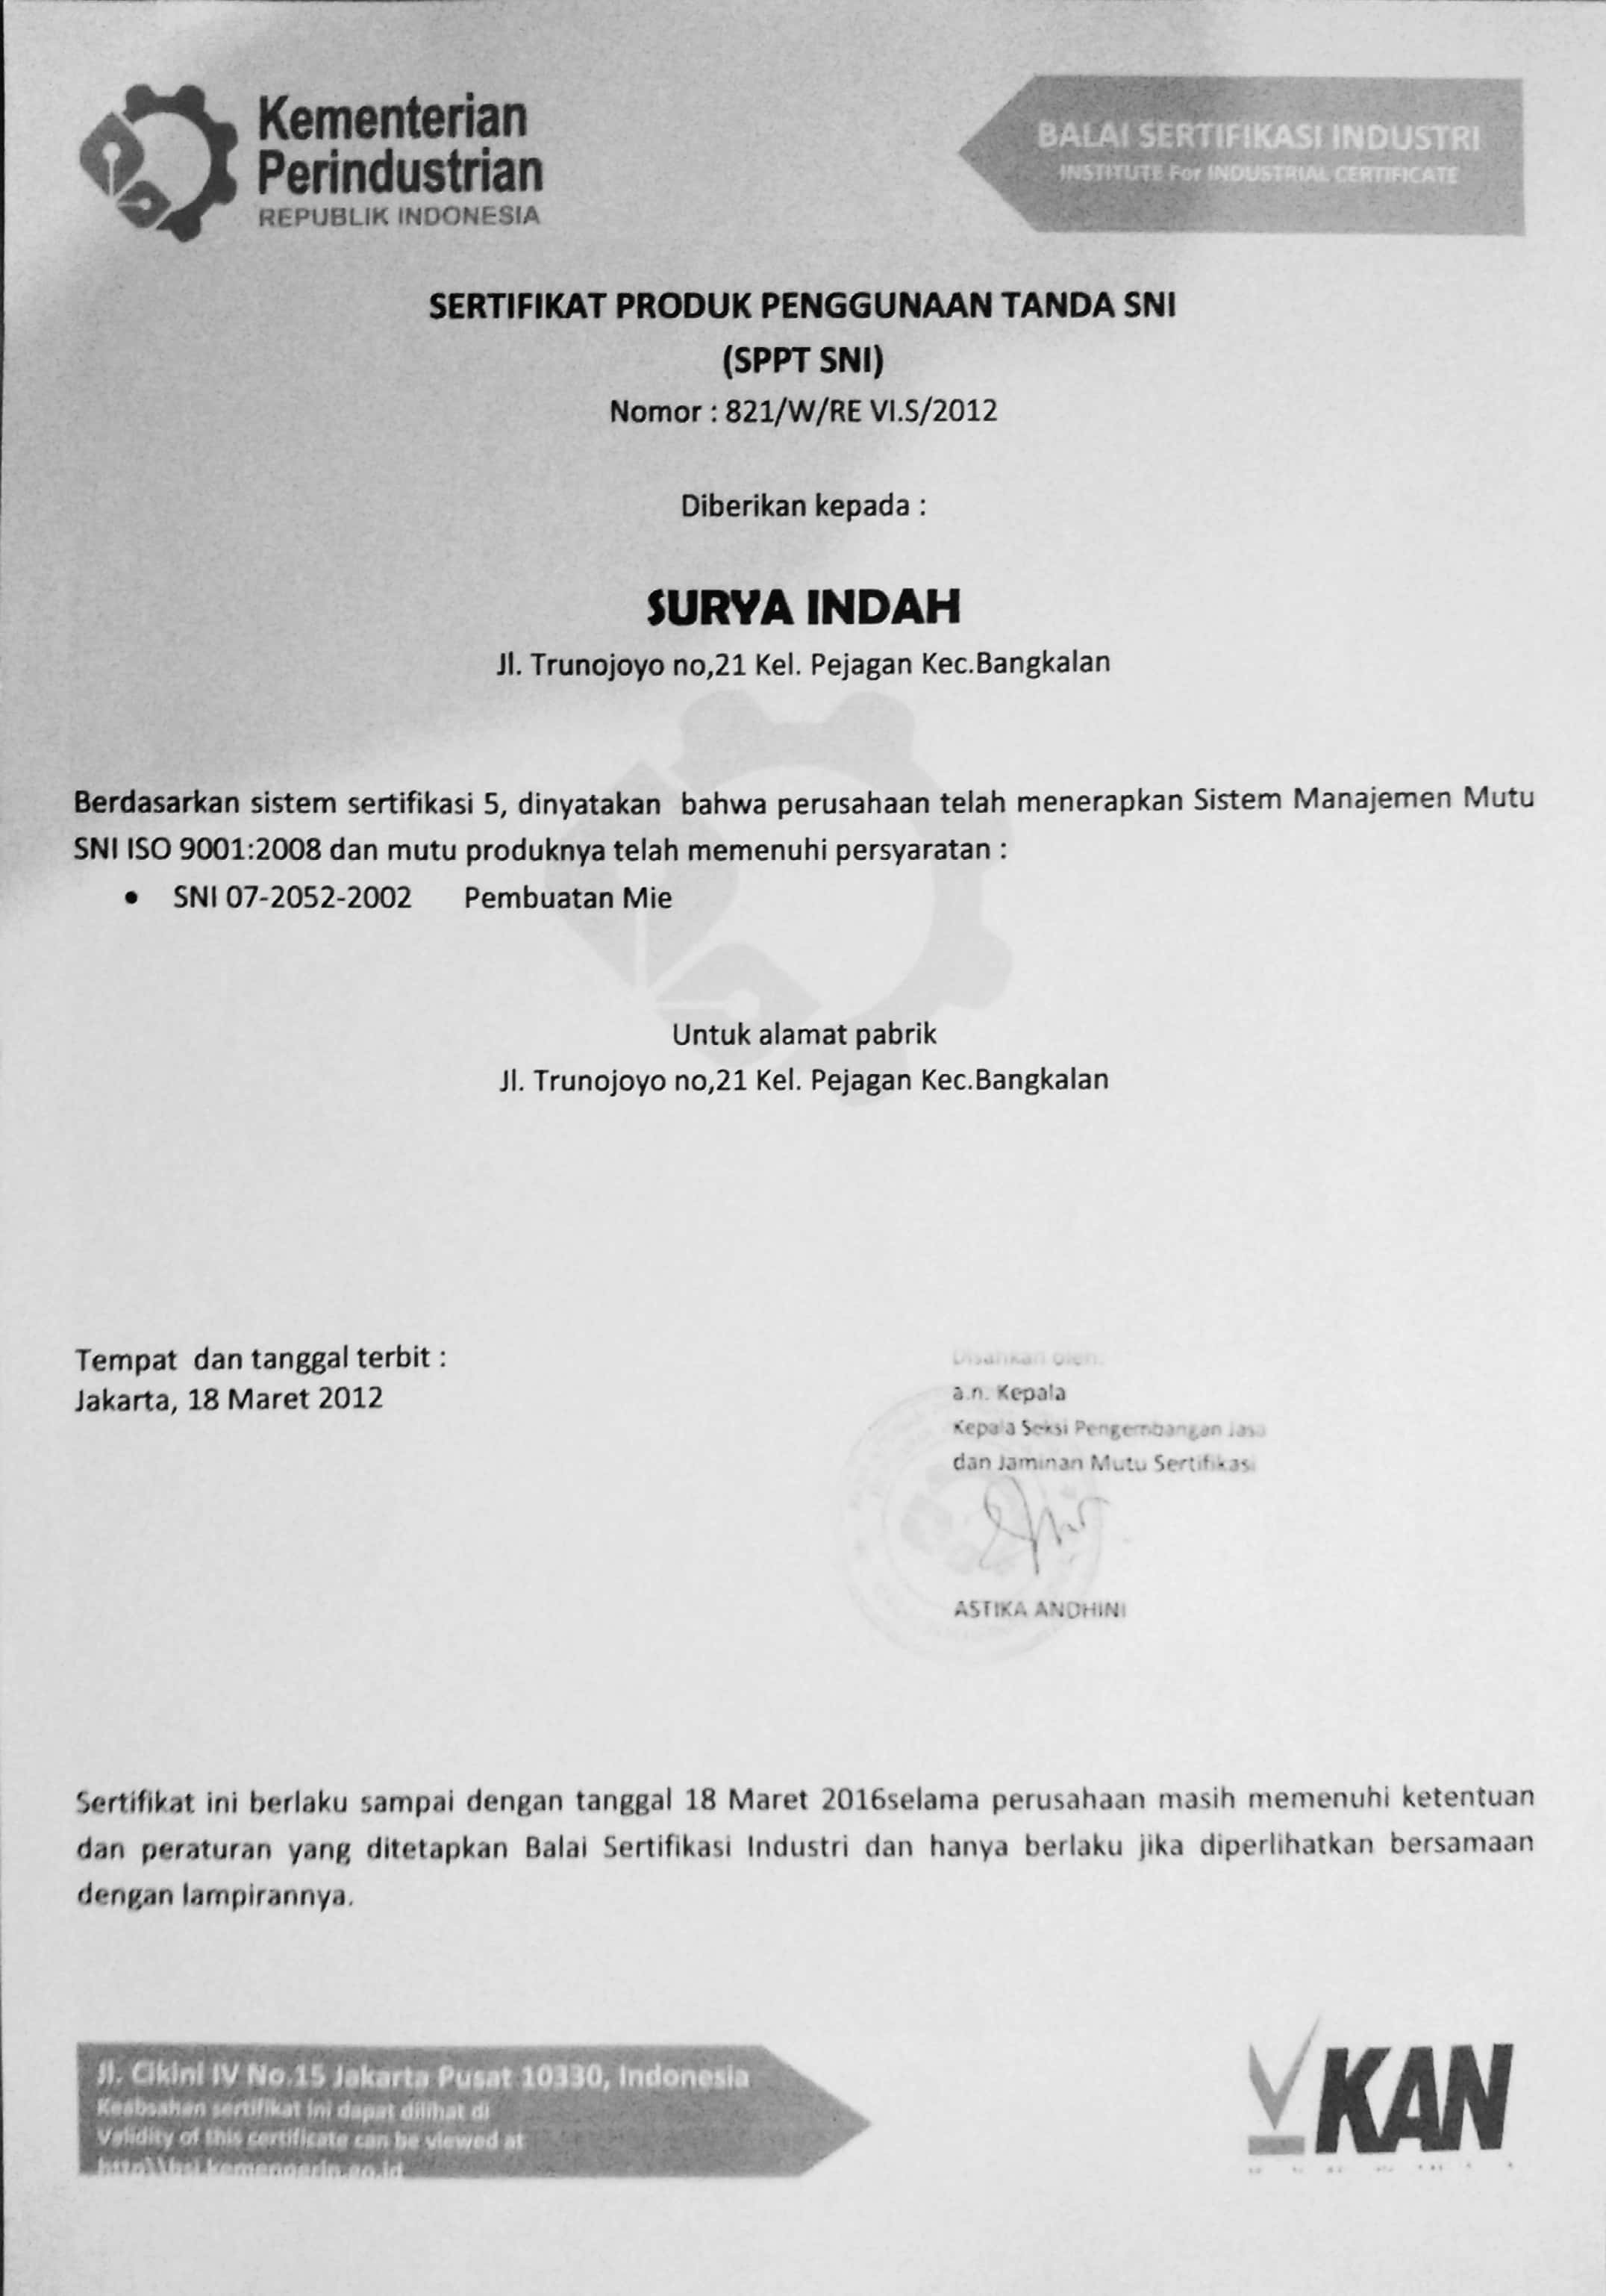 Kementerian
Perindustrian
REPUBLIK INDONESIA
BALAI SERTIFIKASI INDUSTRI
INSTITUTE For INDUSTRIAL CERTIFICATE
SERTIFIKAT PRODUK PENGGUNAAN TANDA SNI
(SPPT SNI)
Nomor : 821/W/RE VI.S/2012
Diberikan kepada :
SURYA INDAH
Jl. Trunojoyo no,21 Kel. Pejagan Kec.Bangkalan
Berdasarkan sistem sertifikasi 5, dinyatakan bahwa perusahaan telah menerapkan Sistem Manajemen Mutu
SNI ISO 9001:2008 dan mutu produknya telah memenuhi persyaratan :
• SNI 07-2052-2002 Pembuatan Mie
Untuk alamat pabrik
Jl. Trunojoyo no,21 Kel. Pejagan Kec.Bangkalan
Tempat dan tanggal terbit :
Jakarta, 18 Maret 2012
Disahkan oleh:
a.n. Kepala
Kepala Seksi Pengembangan Jasa
dan Jaminan Mutu Sertifikasi
ASTIKA ANDHINI
Sertifikat ini berlaku sampai dengan tanggal 18 Maret 2016selama perusahaan masih memenuhi ketentuan
dan peraturan yang ditetapkan Balai Sertifikasi Industri dan hanya berlaku jika diperlihatkan bersamaan
dengan lampirannya.
Jl. Cikini IV No.15 Jakarta Pusat 10330, Indonesia
Keabsahan sertifikat ini dapat dilihat di
Validity of this certificate can be viewed at
http\\bsi.kemenperin.go.id
KAN